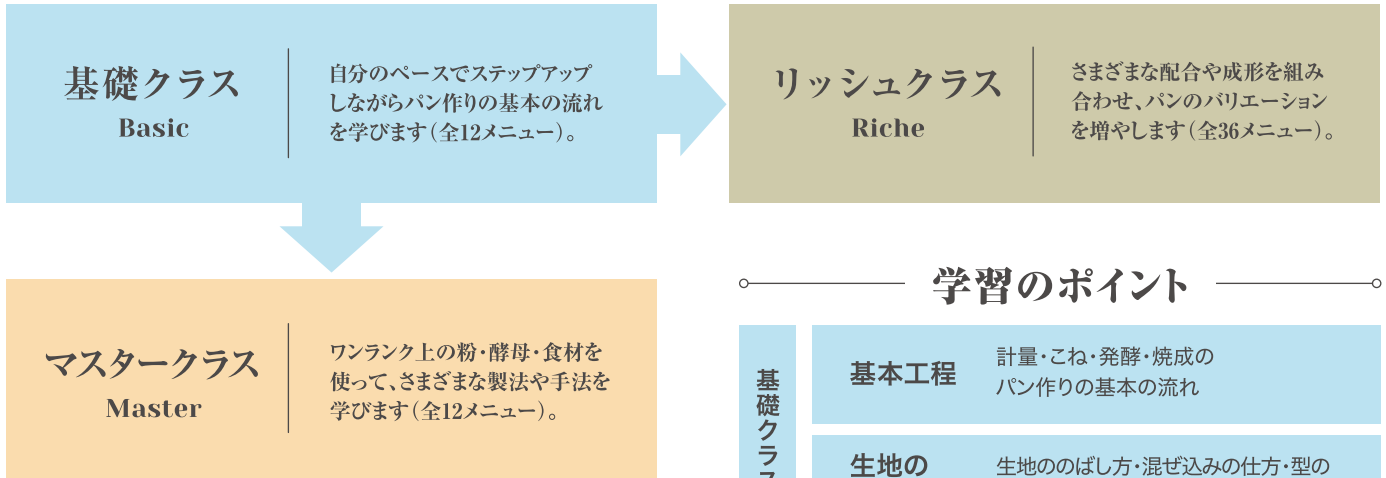 基礎クラス
Basic
自分のペースでステップアップ
しながらパン作りの基本の流れ
を学びます（全12メニュー）。
リッシュクラス
Riche
さまざまな配合や成形を組み
合わせ、パンのバリエーション
を増やします（全36メニュー）。
マスタークラス
Master
ワンランク上の粉・酵母・食材を
使って、さまざまな製法や手法を
学びます（全12メニュー）。
学習のポイント
基礎クラス
基本工程
計量・こね・発酵・焼成の
パン作りの基本の流れ
生地の
生地ののばし方・混ぜ込みの仕方・型の